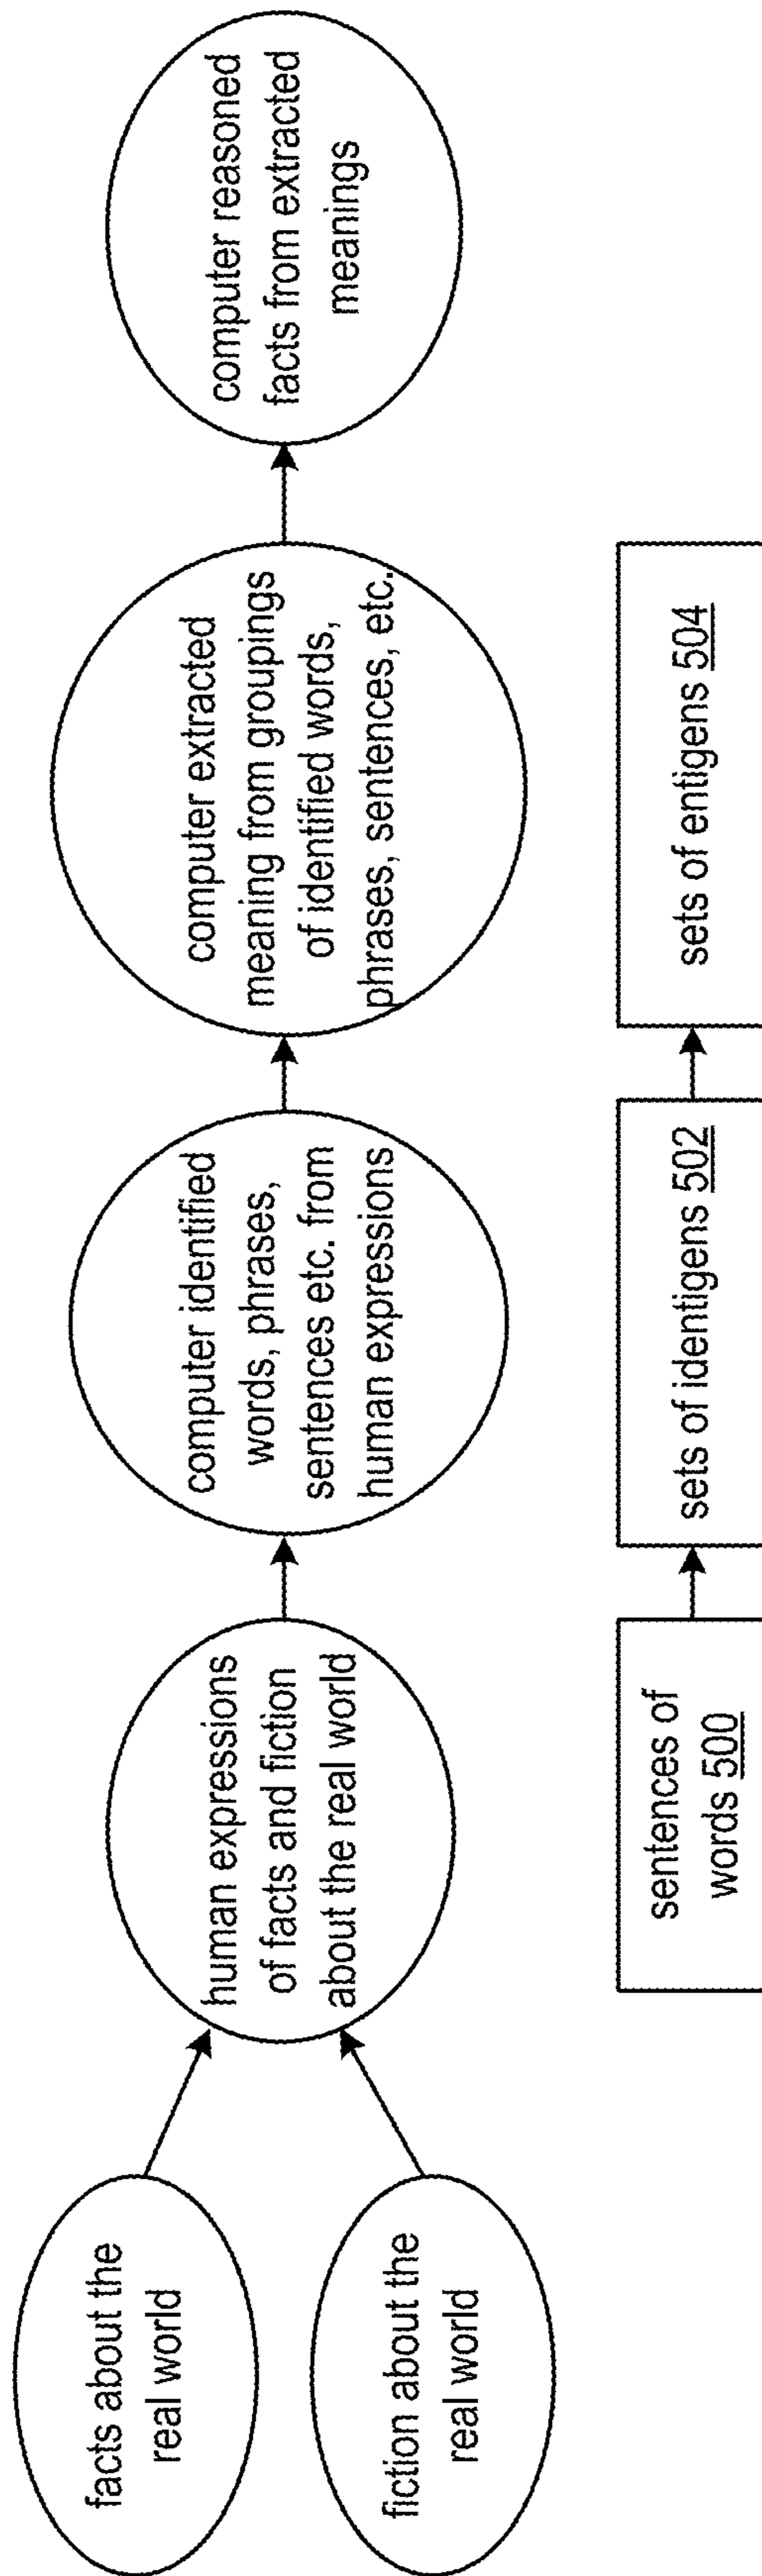 facts about the
real world
fiction about the
real world
human expressions
of facts and fiction
about the real world
computer identified
words, phrases,
sentences etc. from
human expressions
computer extracted
meaning from groupings
of identified words,
phrases, sentences, etc.
computer reasoned
facts from extracted
meanings
sentences of
words 500
sets of identigens 502
sets of entigens 504